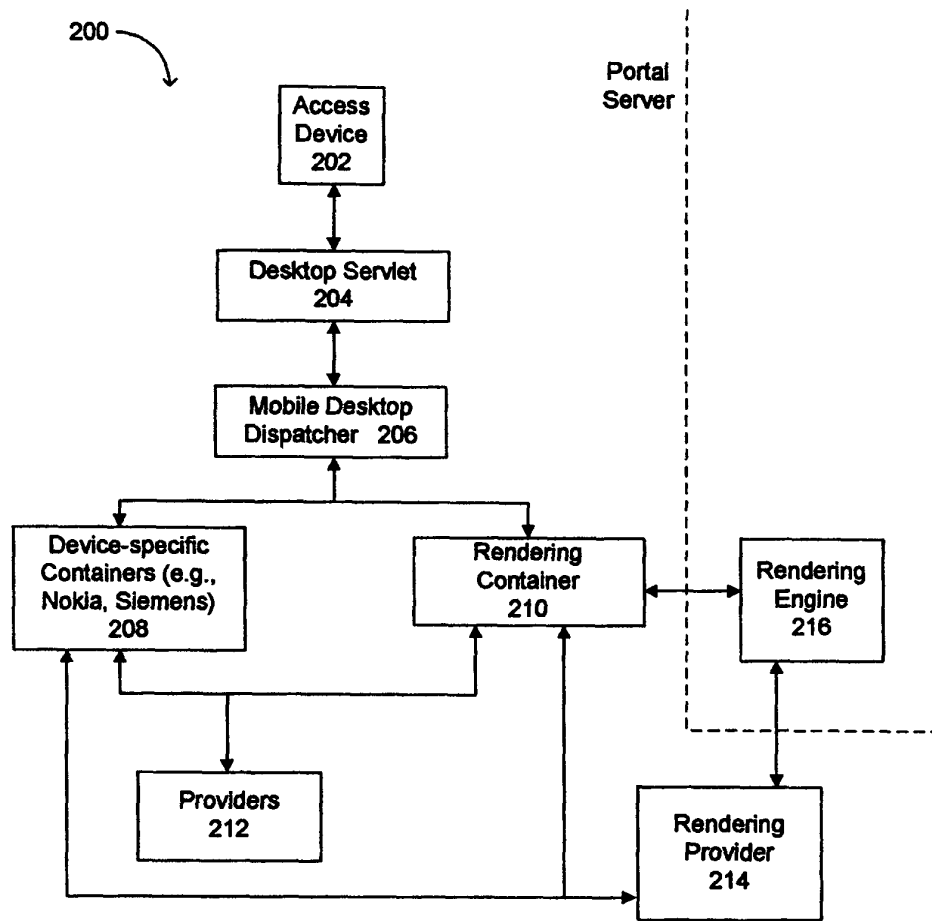 200
Portal
Server
Access
Device
202
Desktop Servlet
204
Mobile Desktop
Dispatcher 206
Device-specific
Containers (e.g.,
Nokia, Siemens)
208
Rendering
Container
210
Rendering
Engine
216
Providers
212
Rendering
Provider
214